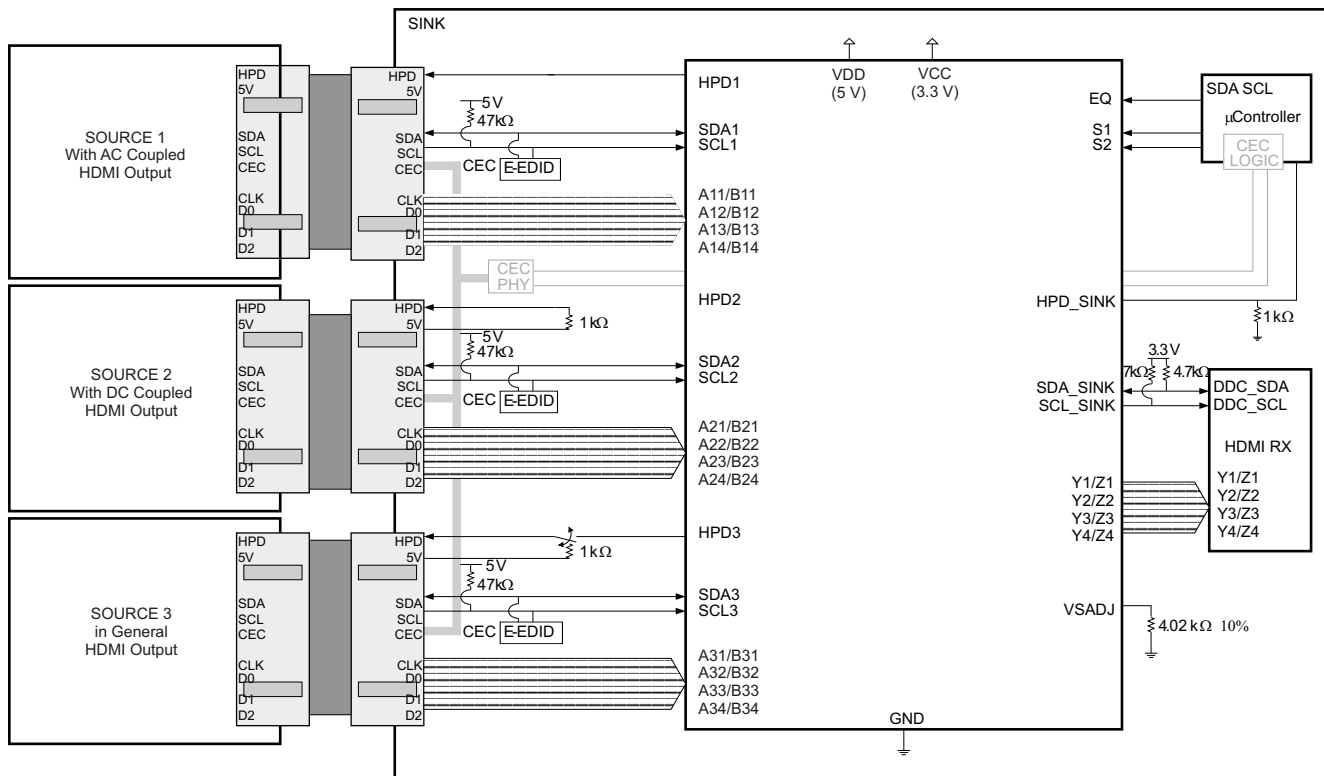 SINK
SOURCE 1
With AC Coupled
HDMI Output
HPD
5V
SDA
SCL
CEC
CLK
D0
D1
D2
HPD
5V
SDA
SCL
CEC
CLK
D0
D1
D2
5V
47kΩ
CEC
E-EDID
HPD1
SDA1
SCL1
A11/B11
A12/B12
A13/B13
A14/B14
CEC
PHY
SOURCE 2
With DC Coupled
HDMI Output
HPD
5V
SDA
SCL
CEC
CLK
D0
D1
D2
HPD
5V
SDA
SCL
CEC
CLK
D0
D1
D2
1kΩ
5V
47kΩ
CEC
E-EDID
HPD2
SDA2
SCL2
A21/B21
A22/B22
A23/B23
A24/B24
SOURCE 3
in General
HDMI Output
HPD
5V
SDA
SCL
CEC
CLK
D0
D1
D2
HPD
5V
SDA
SCL
CEC
CLK
D0
D1
D2
1kΩ
5V
47kΩ
CEC
E-EDID
HPD3
SDA3
SCL3
A31/B31
A32/B32
A33/B33
A34/B34
VDD
(5 V)
VCC
(3.3 V)
GND
EQ
S1
S2
SDA SCL
µController
CEC
LOGIC
HPD_SINK
1kΩ
3.3V
7kΩ 4.7kΩ
SDA_SINK
SCL_SINK
DDC_SDA
DDC_SCL
HDMI RX
Y1/Z1
Y2/Z2
Y3/Z3
Y4/Z4
Y1/Z1
Y2/Z2
Y3/Z3
Y4/Z4
VSADJ
4.02 kΩ 10%